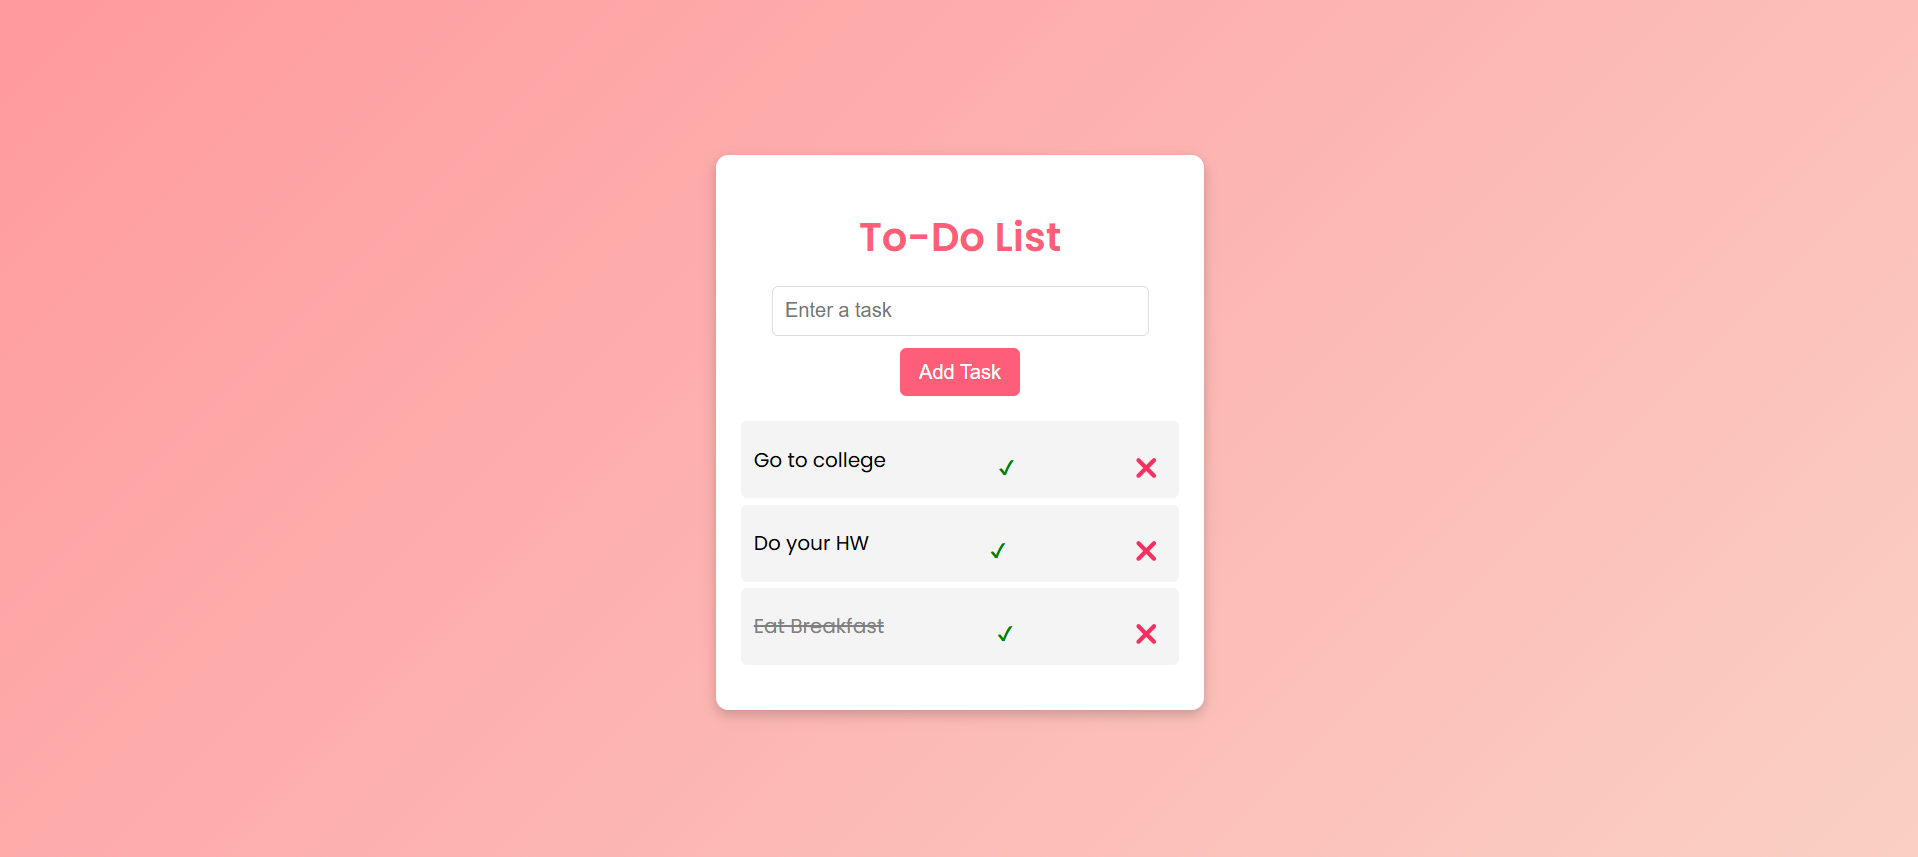 To-Do List
Enter a task
Add Task
Go to college ✓ ❌
Do your HW ✓ ❌
Eat Breakfast ✓ ❌